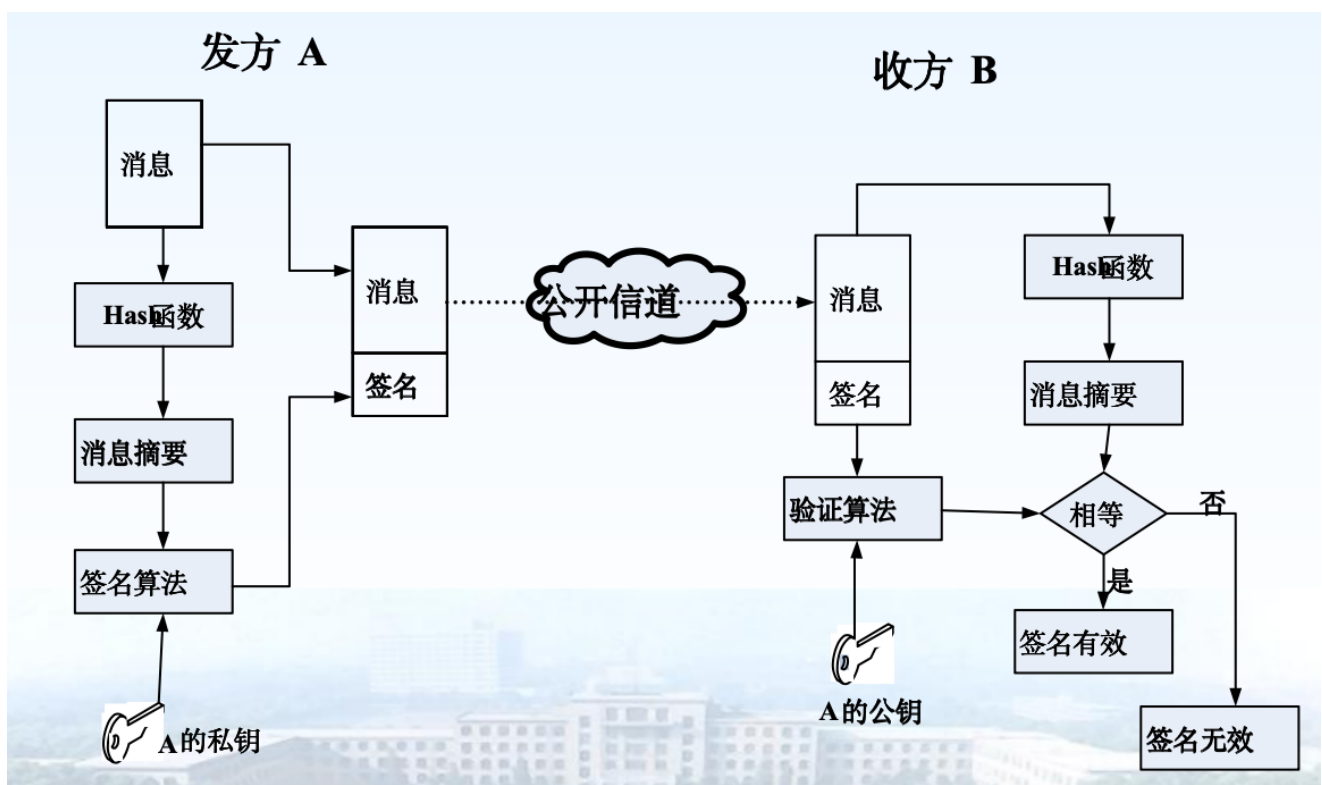 发方 A
消息
Hash函数
消息摘要
签名算法
A的私钥
消息
签名
公开信道
收方 B
消息
签名
验证算法
A的公钥
Hash函数
消息摘要
相等
否
是
签名有效
签名无效